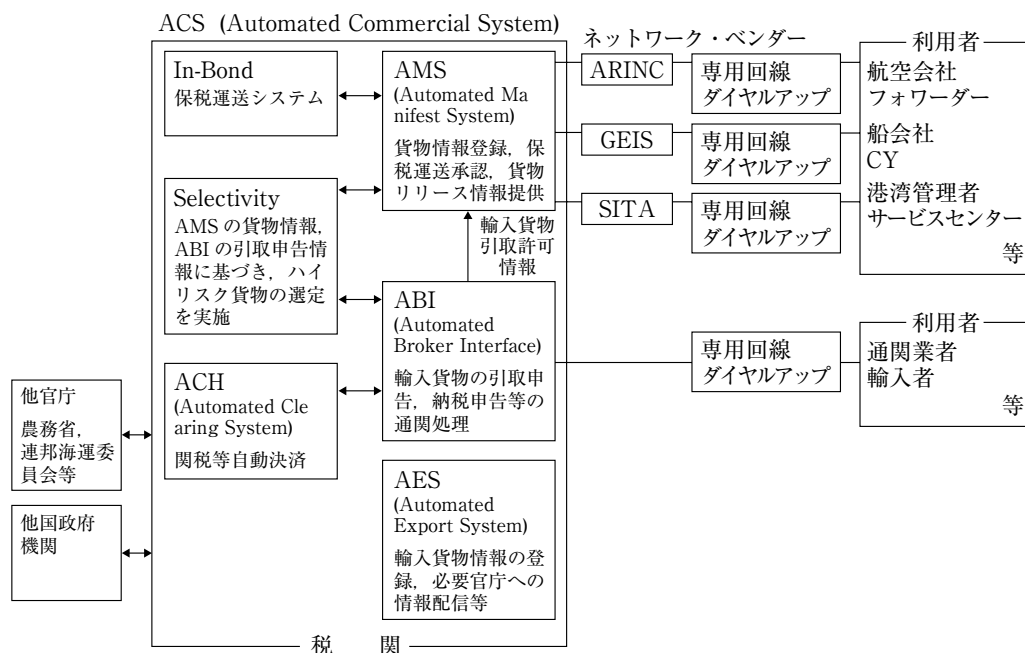 ACS (Automated Commercial System)
In-Bond
保税運送システム
Selectivity
AMSの貨物情報,
ABIの引取申告情
報に基づき，ハイ
リスク貨物の選定
を実施
ACH
(Automated Cle
aring System)
関税等自動決済
AMS
(Automated Ma
nifest System)
貨物情報登録，保
税運送承認，貨物
リリース情報提供
輸入貨物
引取許可
情報
ABI
(Automated
Broker Interface)
輸入貨物の引取申
告，納税申告等の
通関処理
AES
(Automated
Export System)
輸入貨物情報の登
録，必要官庁への
情報配信等
税　関
他官庁
農務省，
連邦海運委
員会等
他国政府
機関
ネットワーク・ベンダー
ARINC
専用回線
ダイヤルアップ
GEIS
専用回線
ダイヤルアップ
SITA
専用回線
ダイヤルアップ
利用者
航空会社
フォワーダー
船会社
CY
港湾管理者
サービスセンター
等
専用回線
ダイヤルアップ
利用者
通関業者
輸入者
等